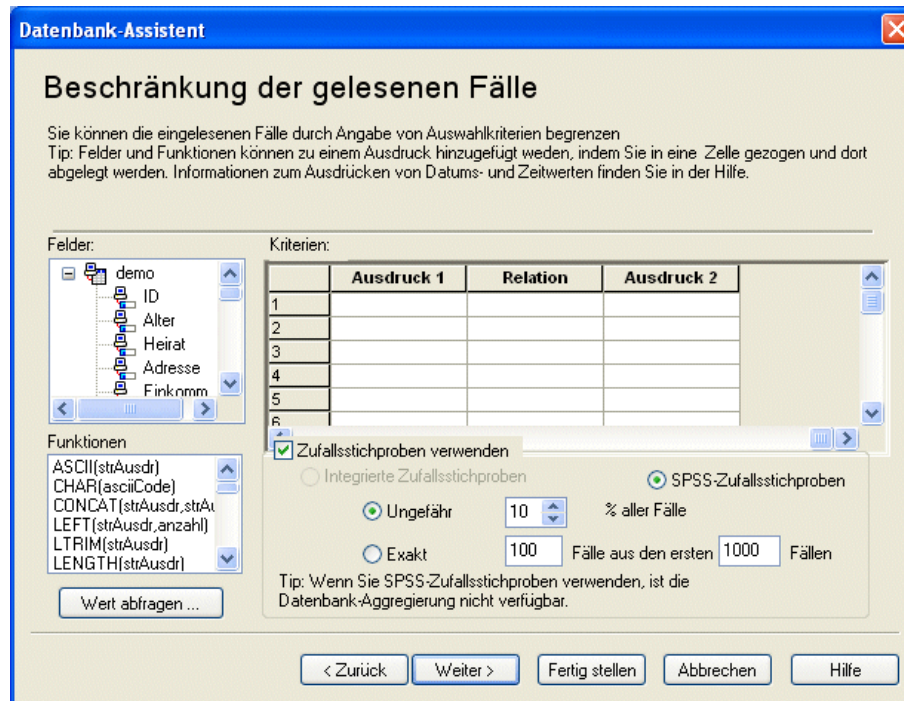 Datenbank-Assistent
Beschränkung der gelesenen Fälle
Sie können die eingelesenen Fälle durch Angabe von Auswahlkriterien begrenzen
Tip: Felder und Funktionen können zu einem Ausdruck hinzugefügt weden, indem Sie in eine Zelle gezogen und dort
abgelegt werden. Informationen zum Ausdrücken von Datums- und Zeitwerten finden Sie in der Hilfe.
Felder:
demo
ID
Alter
Heirat
Adresse
Einkomm
Kriterien:
Ausdruck 1 Relation Ausdruck 2
1
2
3
4
5
6
Funktionen
ASCII(strAusdr)
CHAR(asciiCode)
CONCAT(strAusdr,strAu
LEFT(strAusdr,anzahl)
LTRIM(strAusdr)
LENGTH(strAusdr)
Wert abfragen ...
Zufallsstichproben verwenden
Integrierte Zufallsstichproben SPSS-Zufallsstichproben
Ungefähr 10 % aller Fälle
Exakt 100 Fälle aus den ersten 1000 Fällen
Tip: Wenn Sie SPSS-Zufallsstichproben verwenden, ist die
Datenbank-Aggregierung nicht verfügbar.
< Zurück Weiter > Fertig stellen Abbrechen Hilfe